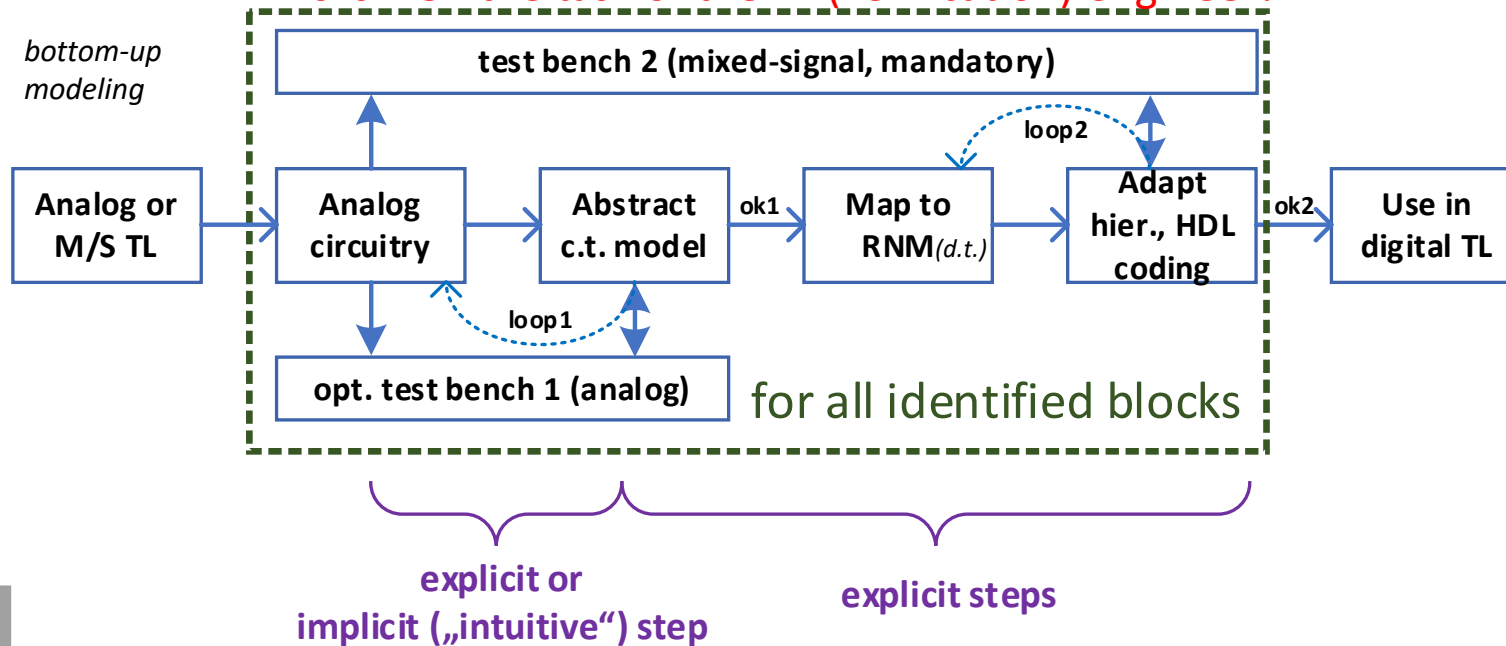 bottom-up
modeling
test bench 2 (mixed-signal, mandatory)
loop2
Analog or
M/S TL
Analog
circuitry
Abstract
c.t. model
ok1
Map to
RNM(d.t.)
Adapt
hier., HDL
coding
ok2
Use in
digital TL
loop1
opt. test bench 1 (analog)
for all identified blocks
explicit or
implicit („intuitive“) step
explicit steps